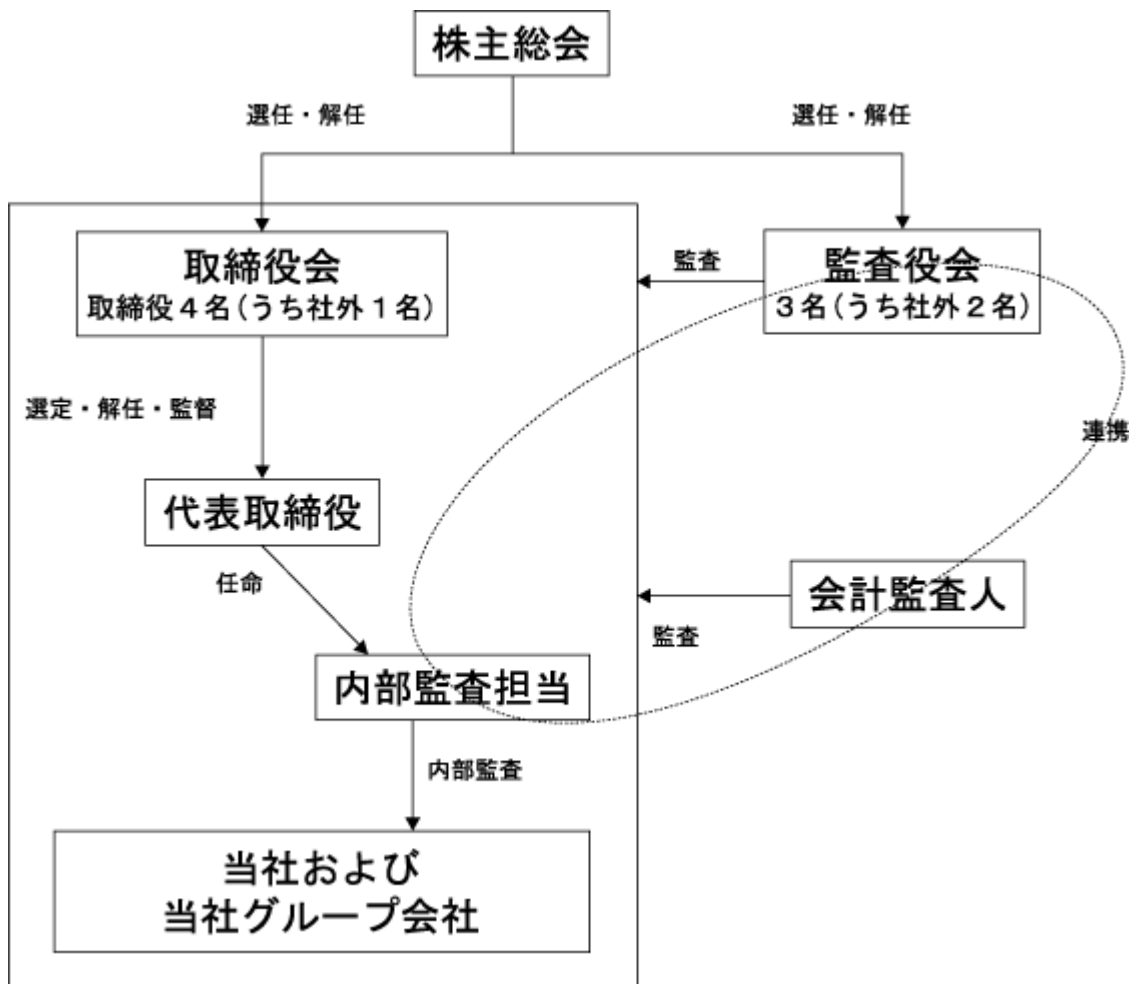 株主総会
選任・解任
選任・解任
取締役会
取締役4名(うち社外1名)
監査
監査役会
3名(うち社外2名)
選定・解任・監督
連携
代表取締役
任命
会計監査人
監査
内部監査担当
内部監査
当社および
当社グループ会社